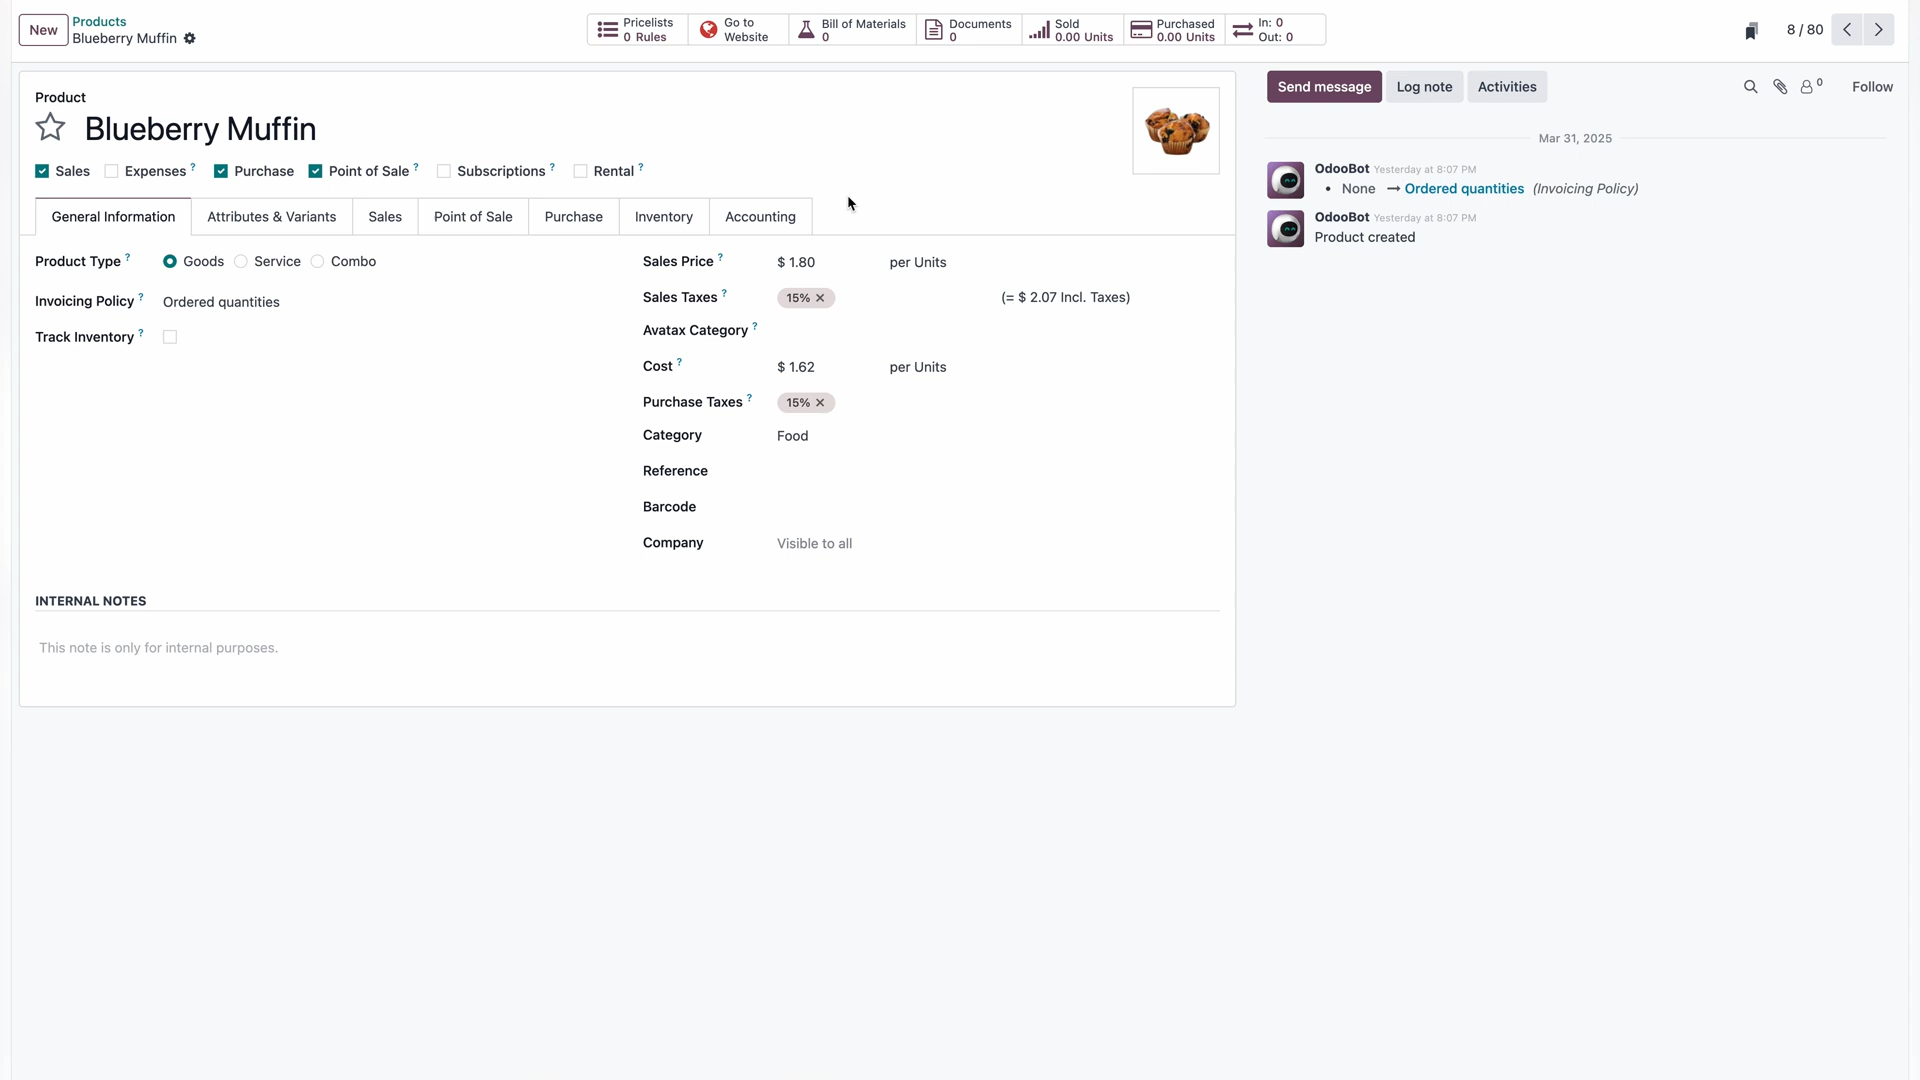 New
Products
Blueberry Muffin
Pricelists
0 Rules
Go to
Website
Bill of Materials
0
Documents
0
Sold
0.00 Units
Purchased
0.00 Units
In: 0
Out: 0
8 / 80
Product
Blueberry Muffin
Sales Expenses ? Purchase Point of Sale ? Subscriptions ? Rental ?
General Information Attributes & Variants Sales Point of Sale Purchase Inventory Accounting
Product Type ? Goods Service Combo
Invoicing Policy ? Ordered quantities
Track Inventory ?
Sales Price ? $ 1.80 per Units
Sales Taxes ? 15% × (= $ 2.07 Incl. Taxes)
Avatax Category ?
Cost ? $ 1.62 per Units
Purchase Taxes ? 15% ×
Category Food
Reference
Barcode
Company Visible to all
INTERNAL NOTES
This note is only for internal purposes.
Send message Log note Activities 0 Follow
Mar 31, 2025
OdooBot Yesterday at 8:07 PM
• None → Ordered quantities (Invoicing Policy)
OdooBot Yesterday at 8:07 PM
Product created